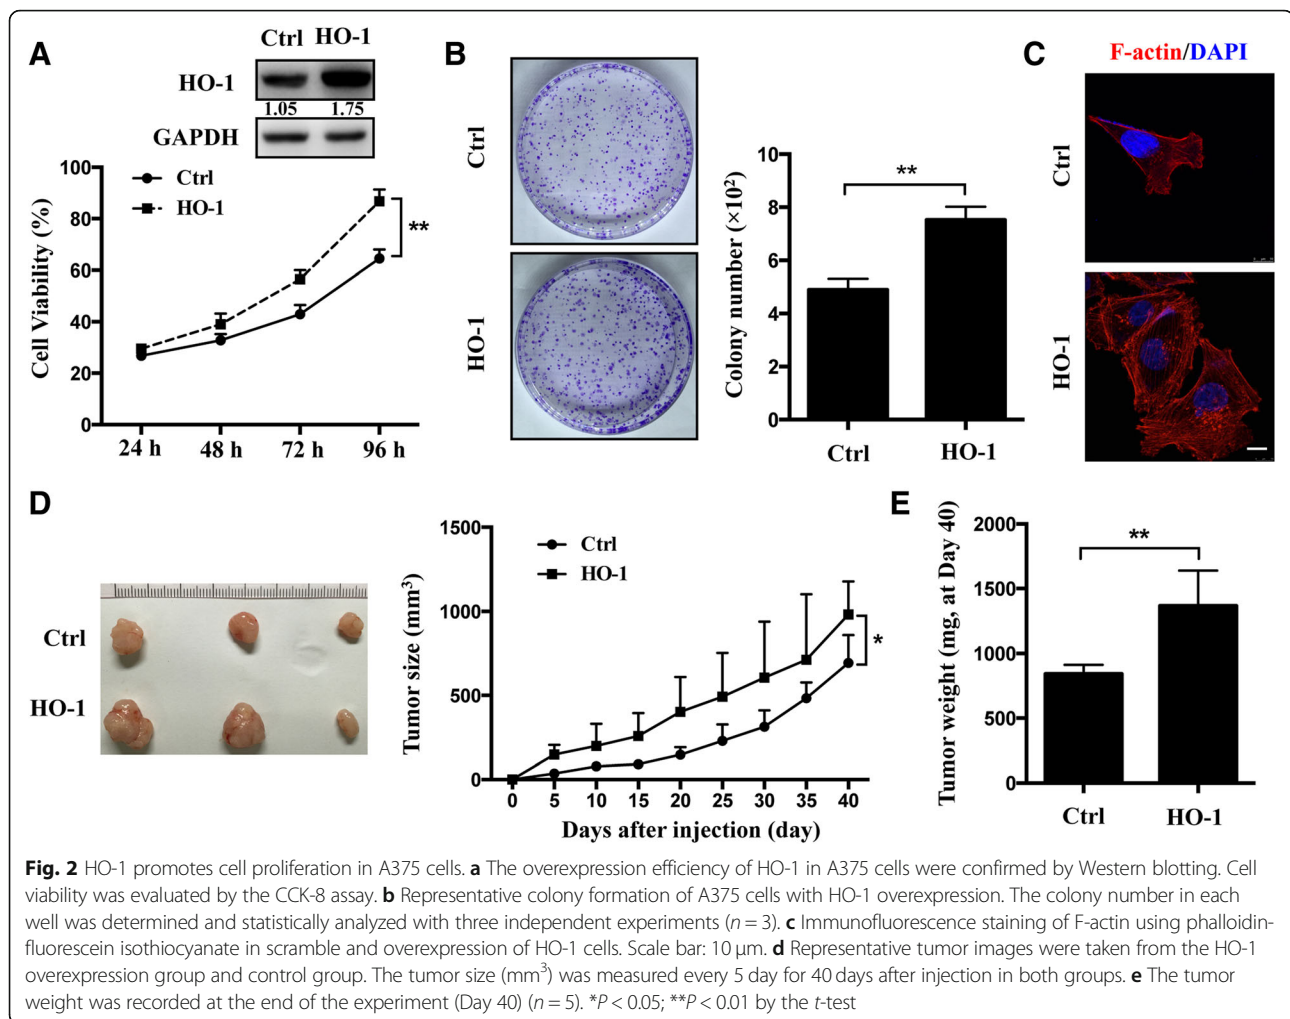 A
Ctrl HO-1
HO-1
1.05 1.75
GAPDH
Ctrl
HO-1
Cell Viability (%)
100
80
60
40
20
0
**
24 h 48 h 72 h 96 h
B
Ctrl
HO-1
Colony number (×10²)
10
8
6
4
2
0
**
Ctrl HO-1
C
F-actin/DAPI
Ctrl
HO-1
D
Ctrl
HO-1
Tumor size (mm³)
1500
1000
500
0
Ctrl
HO-1
*
0 5 10 15 20 25 30 35 40
Days after injection (day)
E
Tumor weight (mg, at Day 40)
2000
1500
1000
500
0
**
Ctrl HO-1
Fig. 2 HO-1 promotes cell proliferation in A375 cells. a The overexpression efficiency of HO-1 in A375 cells were confirmed by Western blotting. Cell
viability was evaluated by the CCK-8 assay. b Representative colony formation of A375 cells with HO-1 overexpression. The colony number in each
well was determined and statistically analyzed with three independent experiments (n = 3). c Immunofluorescence staining of F-actin using phalloidin-
fluorescein isothiocyanate in scramble and overexpression of HO-1 cells. Scale bar: 10 μm. d Representative tumor images were taken from the HO-1
overexpression group and control group. The tumor size (mm³) was measured every 5 day for 40 days after injection in both groups. e The tumor
weight was recorded at the end of the experiment (Day 40) (n = 5). *P < 0.05; **P < 0.01 by the t-test